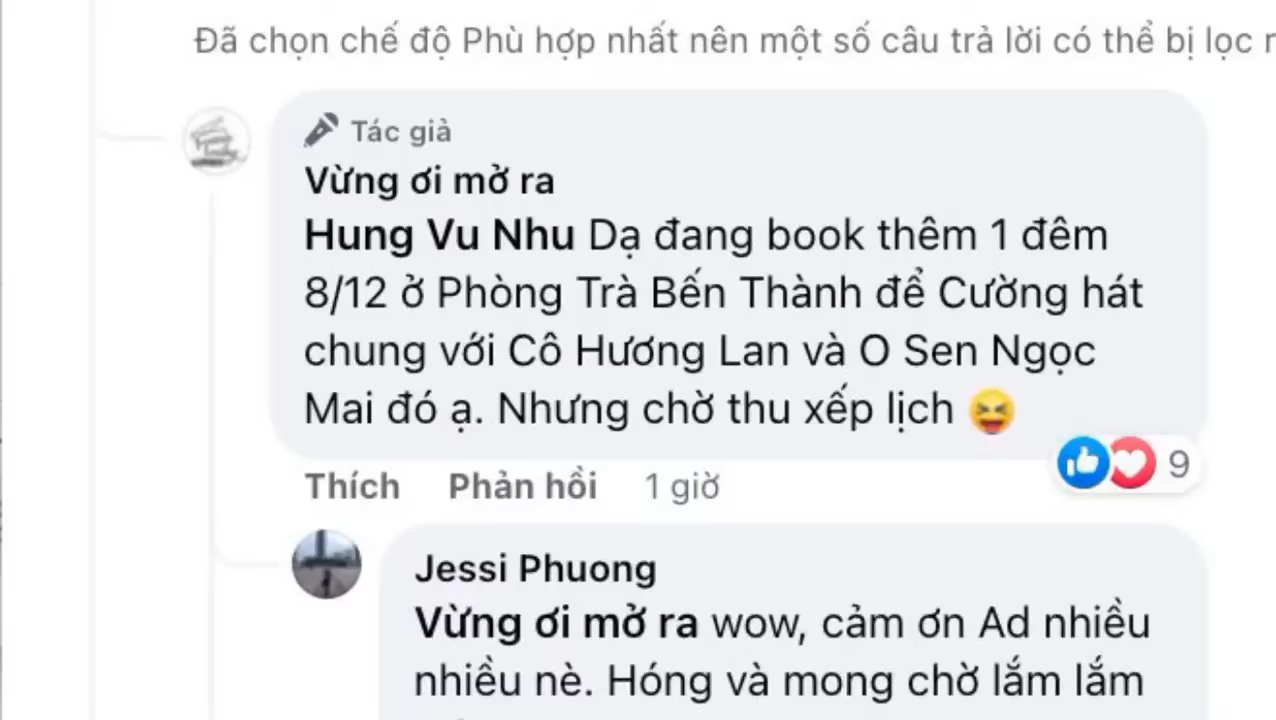 Đã chọn chế độ Phù hợp nhất nên một số câu trả lời có thể bị lọc
Tác giả
Vừng ơi mở ra
Hung Vu Nhu Dạ đang book thêm 1 đêm
8/12 ở Phòng Trà Bến Thành để Cường hát
chung với Cô Hương Lan và O Sen Ngọc
Mai đó ạ. Nhưng chờ thu xếp lịch 😝
Thích Phản hồi 1 giờ 9
Jessi Phuong
Vừng ơi mở ra wow, cảm ơn Ad nhiều
nhiều nè. Hóng và mong chờ lắm lắm